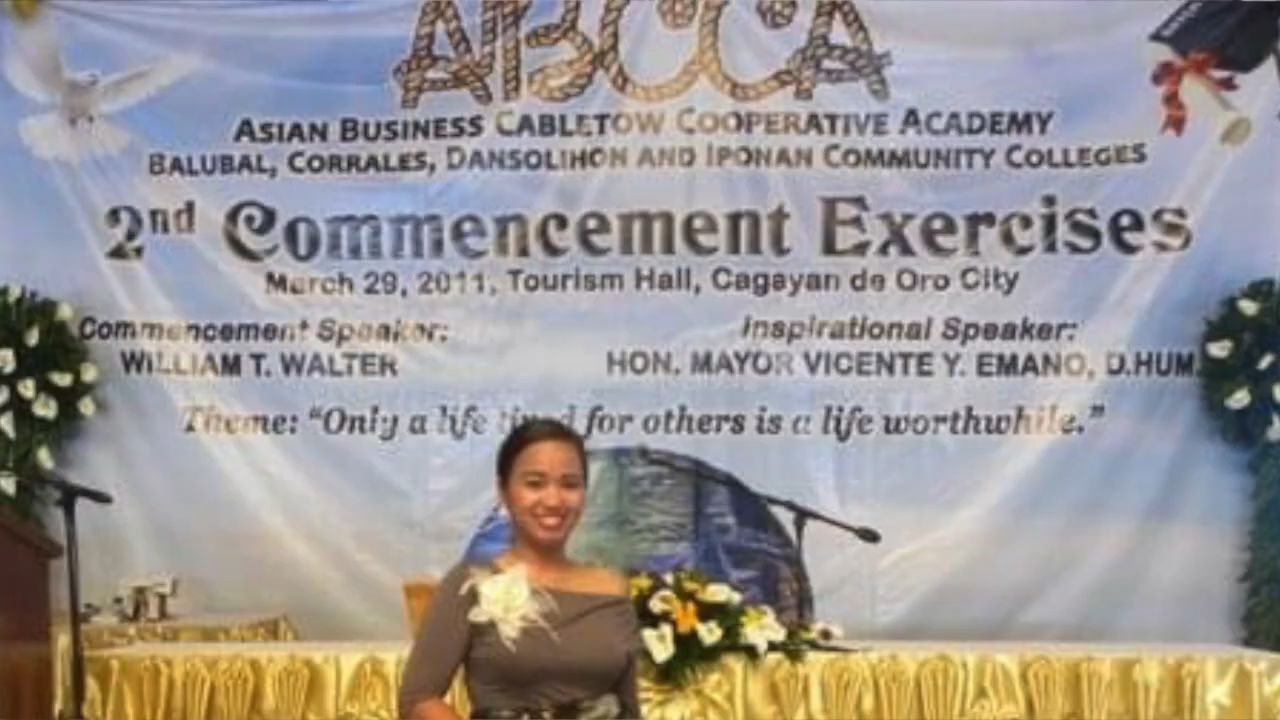 ABCCA
ASIAN BUSINESS CABLETOW COOPERATIVE ACADEMY
BALUBAL, CORRALES, DANSOLIHON AND IPONAN COMMUNITY COLLEGES
2nd Commencement Exercises
March 29, 2011, Tourism Hall, Cagayan de Oro City
Commencement Speaker:
WILLIAM T. WALTER
Inspirational Speaker:
HON. MAYOR VICENTE Y. EMANO, D.HUM.
Theme: "Only a life lived for others is a life worthwhile."